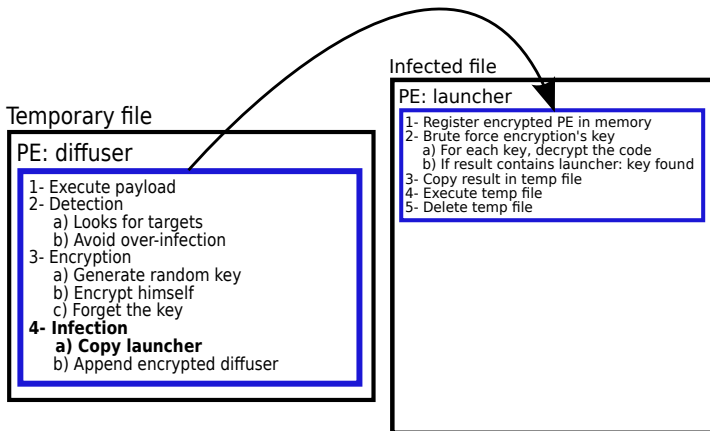 Temporary file
PE: diffuser
1- Execute payload
2- Detection
a) Looks for targets
b) Avoid over-infection
3- Encryption
a) Generate random key
b) Encrypt himself
c) Forget the key
4- Infection
a) Copy launcher
b) Append encrypted diffuser
Infected file
PE: launcher
1- Register encrypted PE in memory
2- Brute force encryption's key
a) For each key, decrypt the code
b) If result contains launcher: key found
3- Copy result in temp file
4- Execute temp file
5- Delete temp file